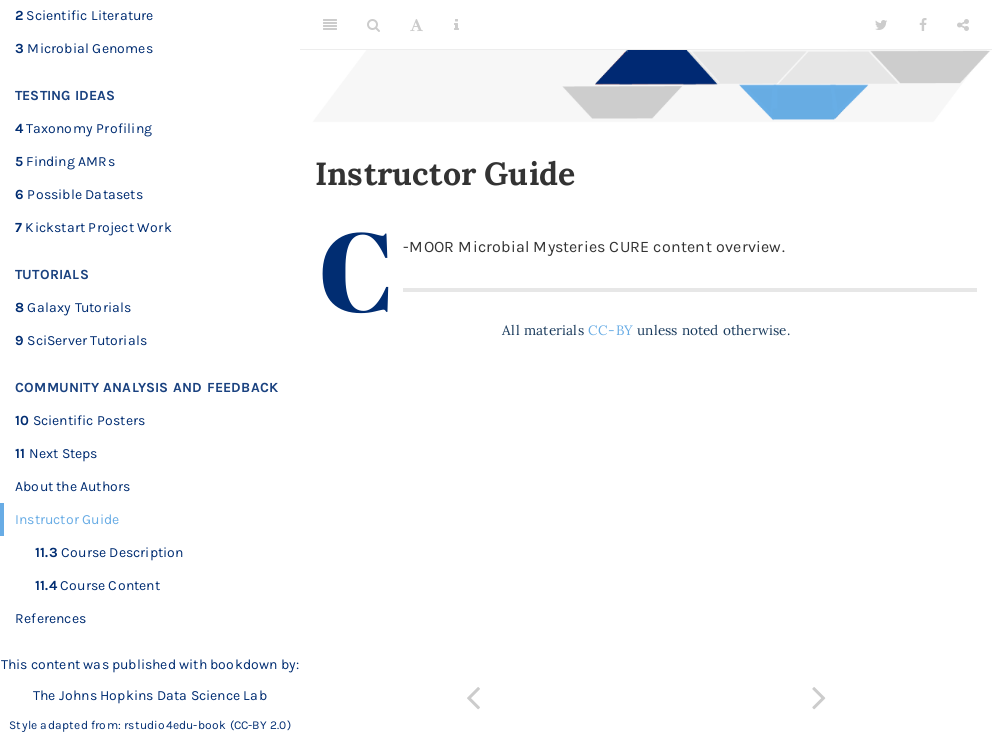 2 Scientific Literature
3 Microbial Genomes
TESTING IDEAS
4 Taxonomy Profiling
5 Finding AMRs
6 Possible Datasets
7 Kickstart Project Work
TUTORIALS
8 Galaxy Tutorials
9 SciServer Tutorials
COMMUNITY ANALYSIS AND FEEDBACK
10 Scientific Posters
11 Next Steps
About the Authors
Instructor Guide
11.3 Course Description
11.4 Course Content
References
This content was published with bookdown by:
The Johns Hopkins Data Science Lab
Style adapted from: rstudio4edu-book (CC-BY 2.0)
Instructor Guide
C-MOOR Microbial Mysteries CURE content overview.
All materials CC-BY unless noted otherwise.